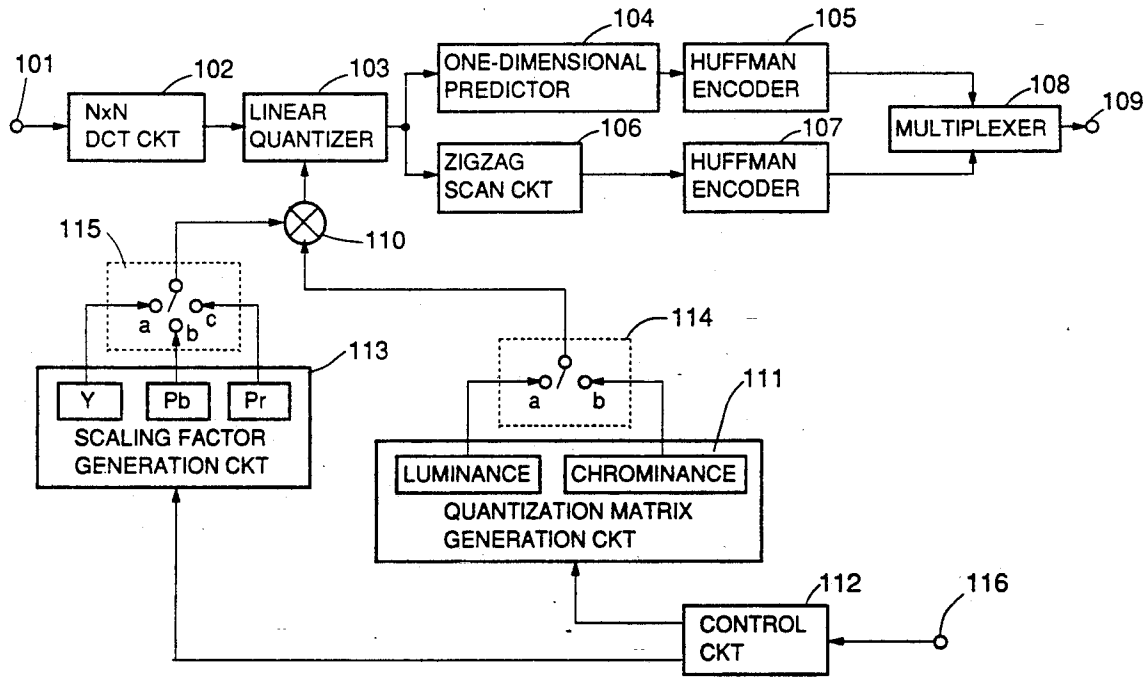 101
102
NxN
DCT CKT
103
LINEAR
QUANTIZER
104
ONE-DIMENSIONAL
PREDICTOR
105
HUFFMAN
ENCODER
106
ZIGZAG
SCAN CKT
107
HUFFMAN
ENCODER
108
MULTIPLEXER
109
110
115
a
b
c
113
Y
Pb
Pr
SCALING FACTOR
GENERATION CKT
114
a
b
111
LUMINANCE
CHROMINANCE
QUANTIZATION MATRIX
GENERATION CKT
112
CONTROL
CKT
116